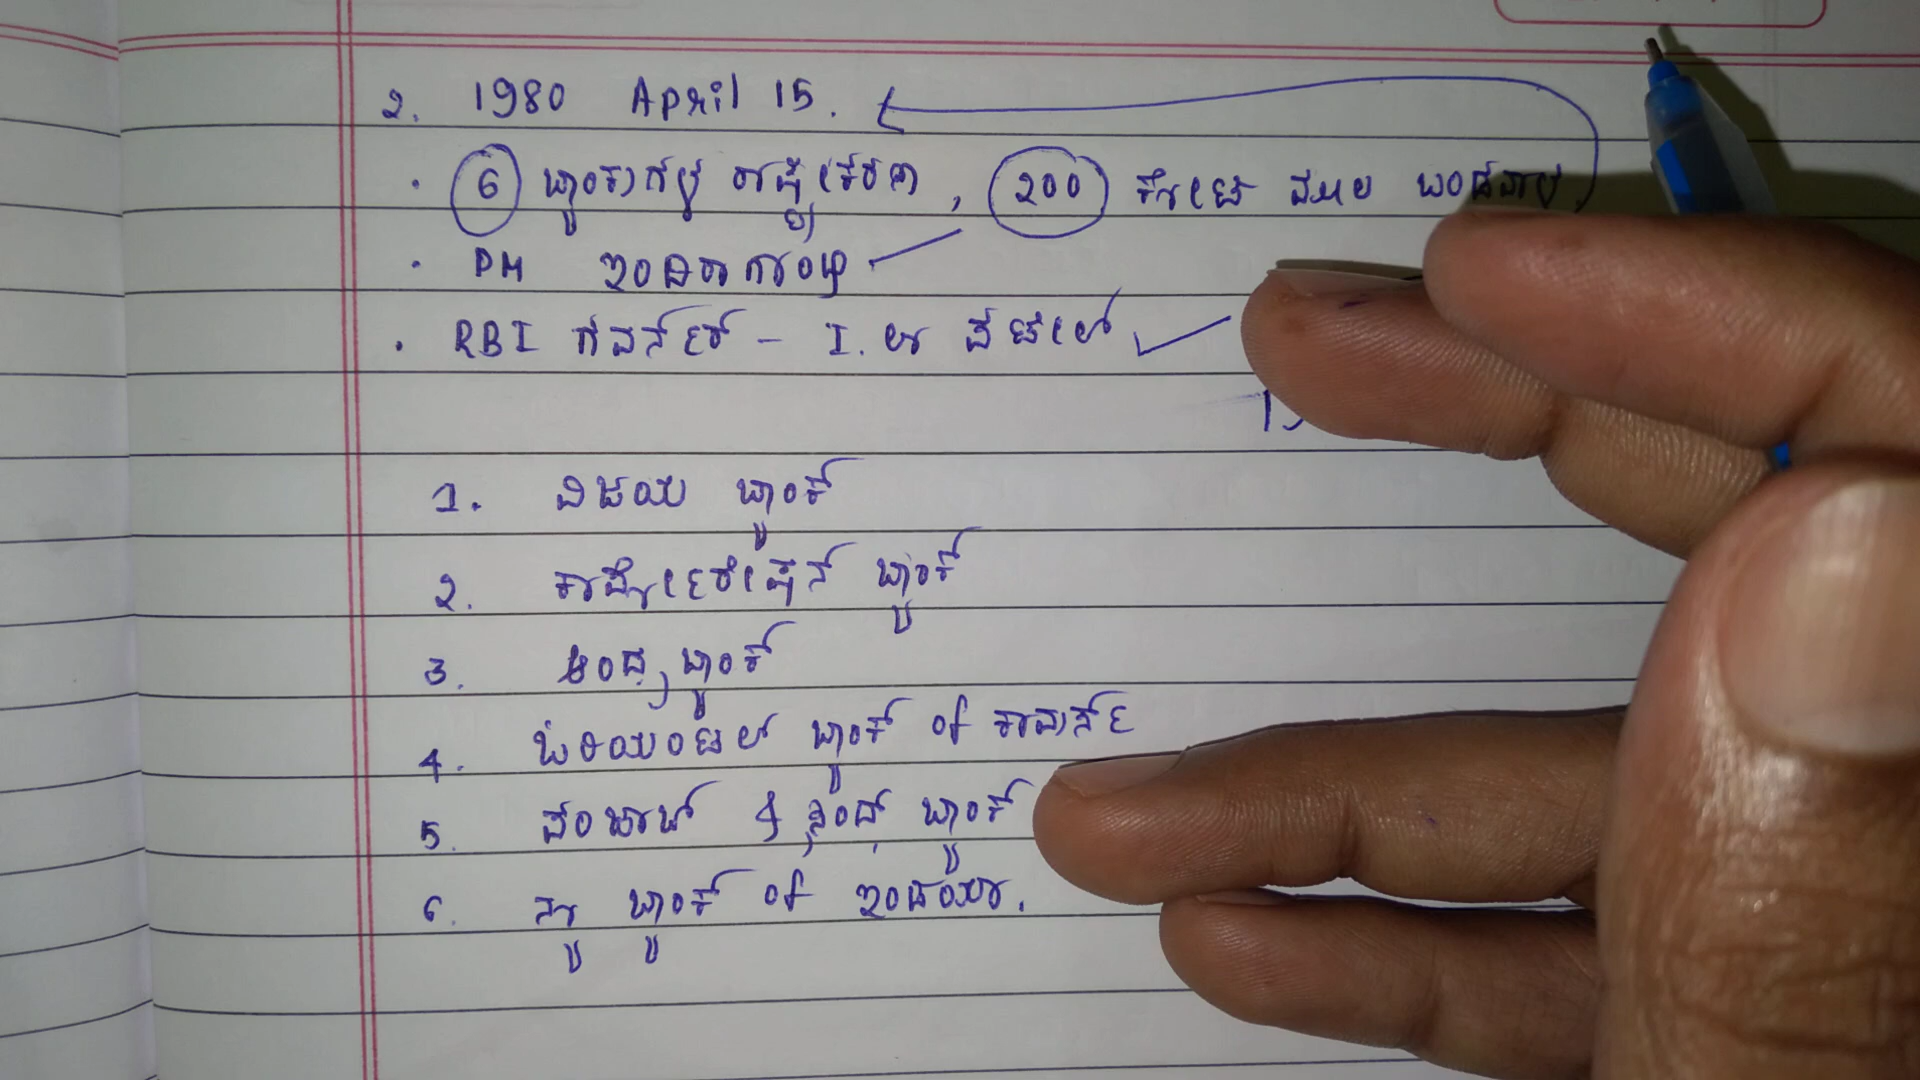 2. 1980 April 15.
. 6 ಬ್ಯಾಂಕುಗಳ ರಾಷ್ಟ್ರೀಕರಣ, 200 ಕೋಟಿ ಬಂಡವಾಳ
. PM ಇಂದಿರಾಗಾಂಧಿ
. RBI ಗವರ್ನರ್ - I. ಜಿ ಪಟೇಲ್
1. ವಿಜಯ ಬ್ಯಾಂಕ್
2. ಕಾರ್ಪೋರೇಷನ್ ಬ್ಯಾಂಕ್
3. ಆಂಧ್ರ ಬ್ಯಾಂಕ್
4. ಓರಿಯಂಟಲ್ ಬ್ಯಾಂಕ್ of ಕಾಮರ್ಸ್
5. ಪಂಜಾಬ್ & ಸಿಂಧ್ ಬ್ಯಾಂಕ್
6. ನ್ಯೂ ಬ್ಯಾಂಕ್ of ಇಂಡಿಯಾ.